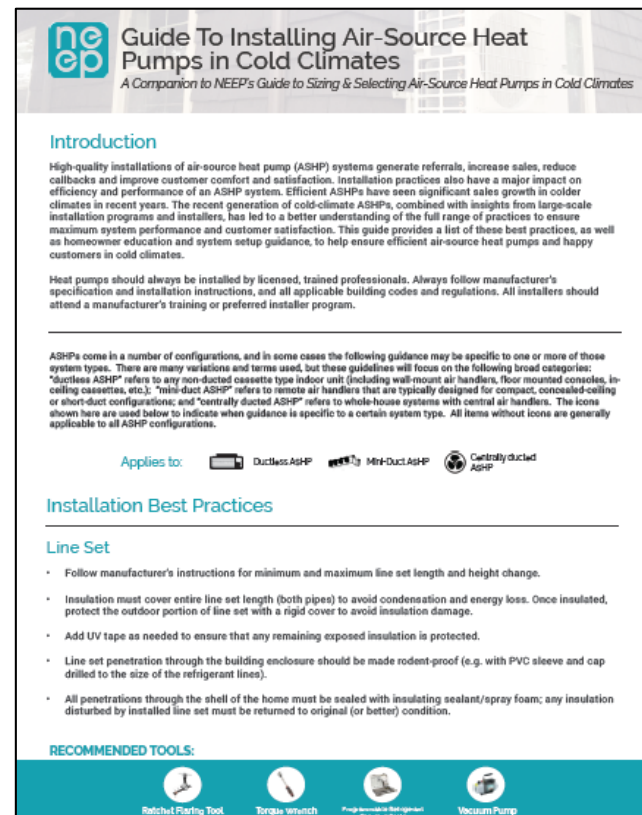 ne
ep
Guide To Installing Air-Source Heat
Pumps in Cold Climates
A Companion to NEEP's Guide to Sizing & Selecting Air-Source Heat Pumps in Cold Climates
Introduction
High-quality installations of air-source heat pump (ASHP) systems generate referrals, increase sales, reduce
callbacks and improve customer comfort and satisfaction. Installation practices also have a major impact on
efficiency and performance of an ASHP system. Efficient ASHPs have seen significant sales growth in colder
climates in recent years. The recent generation of cold-climate ASHPs, combined with insights from large-scale
installation programs and installers, has led to a better understanding of the full range of practices to ensure
maximum system performance and customer satisfaction. This guide provides a list of these best practices, as well
as homeowner education and system setup guidance, to help ensure efficient air-source heat pumps and happy
customers in cold climates.
Heat pumps should always be installed by licensed, trained professionals. Always follow manufacturer's
specification and installation instructions, and all applicable building codes and regulations. All installers should
attend a manufacturer's training or preferred installer program.
ASHPs come in a number of configurations, and in some cases the following guidance may be specific to one or more of those
system types. There are many variations and terms used, but these guidelines will focus on the following broad categories:
"ductless ASHP" refers to any non-ducted cassette type indoor unit (including wall-mount air handlers, floor mounted consoles, in-
ceiling cassettes, etc.); "mini-duct ASHP" refers to remote air handlers that are typically designed for compact, concealed-ceiling
or short-duct configurations; and "centrally ducted ASHP" refers to whole-house systems with central air handlers. The icons
shown here are used below to indicate when guidance is specific to a certain system type. All items without icons are generally
applicable to all ASHP configurations.
Applies to: Ductless ASHP Mini-Duct ASHP Centrally ducted
ASHP
Installation Best Practices
Line Set
• Follow manufacturer's instructions for minimum and maximum line set length and height change.
• Insulation must cover entire line set length (both pipes) to avoid condensation and energy loss. Once insulated,
protect the outdoor portion of line set with a rigid cover to avoid insulation damage.
• Add UV tape as needed to ensure that any remaining exposed insulation is protected.
• Line set penetration through the building enclosure should be made rodent-proof (e.g. with PVC sleeve and cap
drilled to the size of the refrigerant lines).
• All penetrations through the shell of the home must be sealed with insulating sealant/spray foam; any insulation
disturbed by installed line set must be returned to original (or better) condition.
RECOMMENDED TOOLS:
Ratchet Flaring Tool Torque Wrench Programmable Refrigerant Vacuum Pump